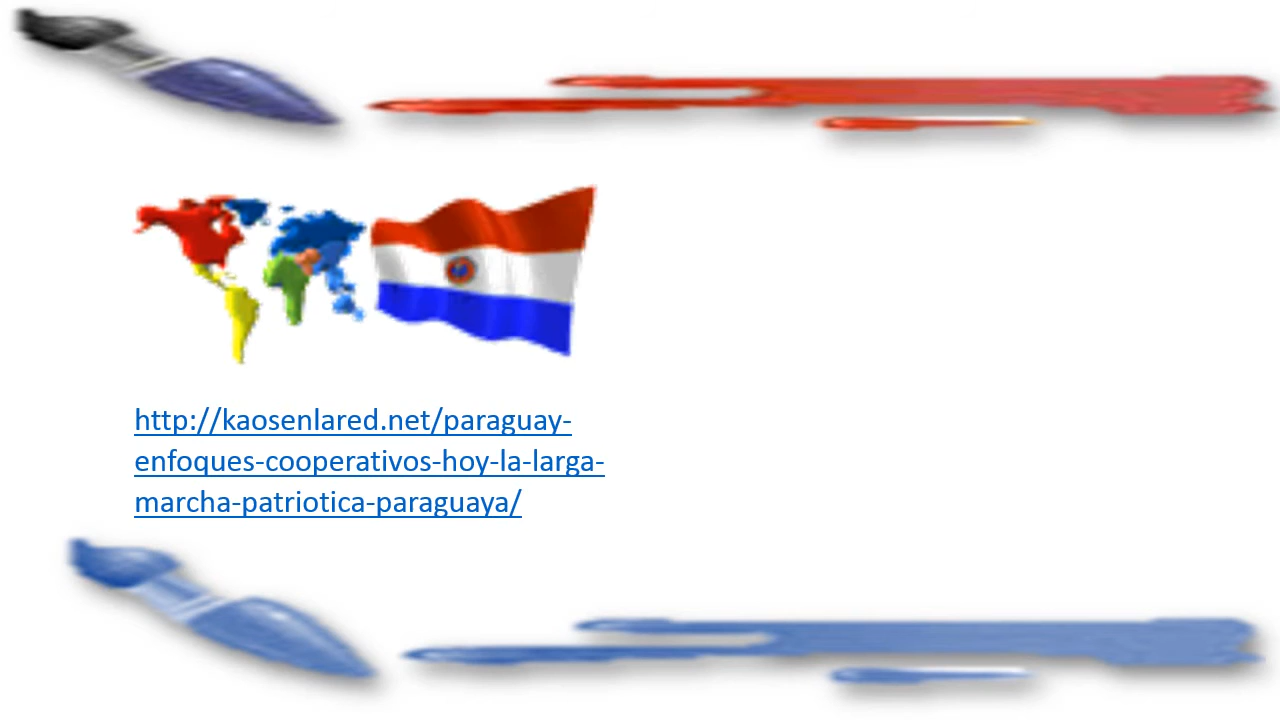 http://kaosenlared.net/paraguay-
enfoques-cooperativos-hoy-la-larga-
marcha-patriotica-paraguaya/